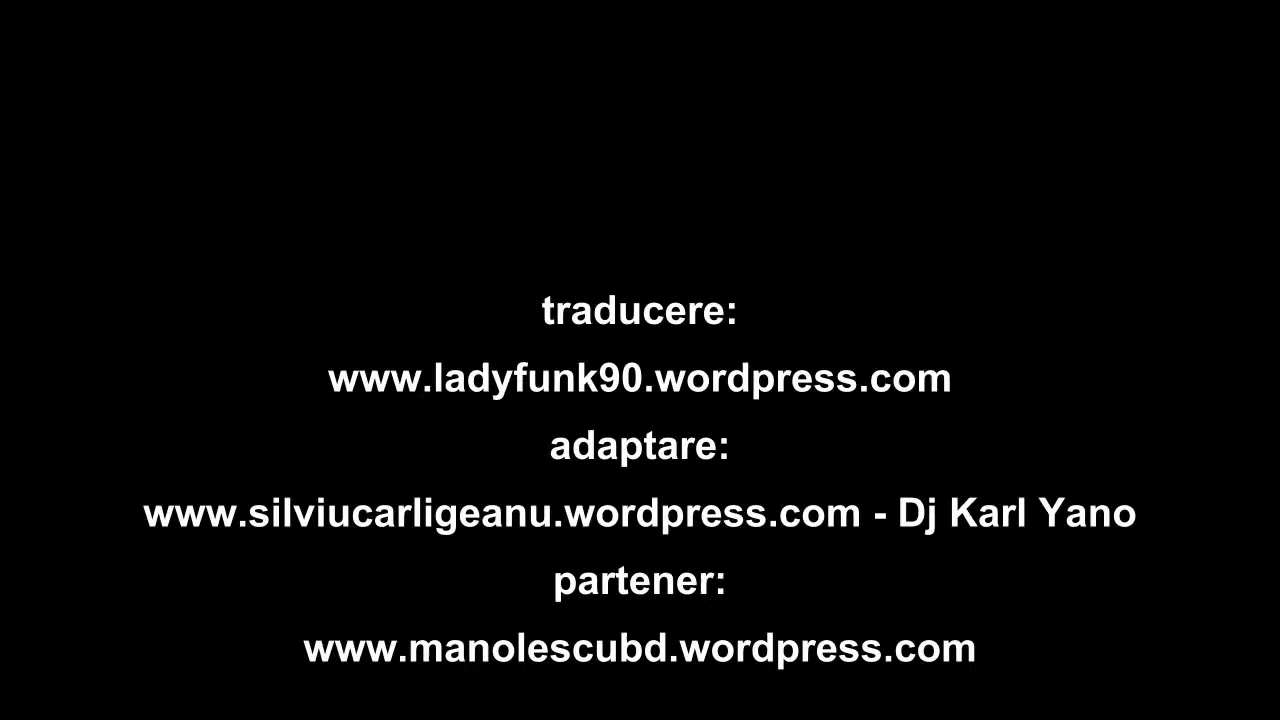 traducere:
www.ladyfunk90.wordpress.com
adaptare:
www.silviucarligeanu.wordpress.com - Dj Karl Yano
partener:
www.manolescubd.wordpress.com